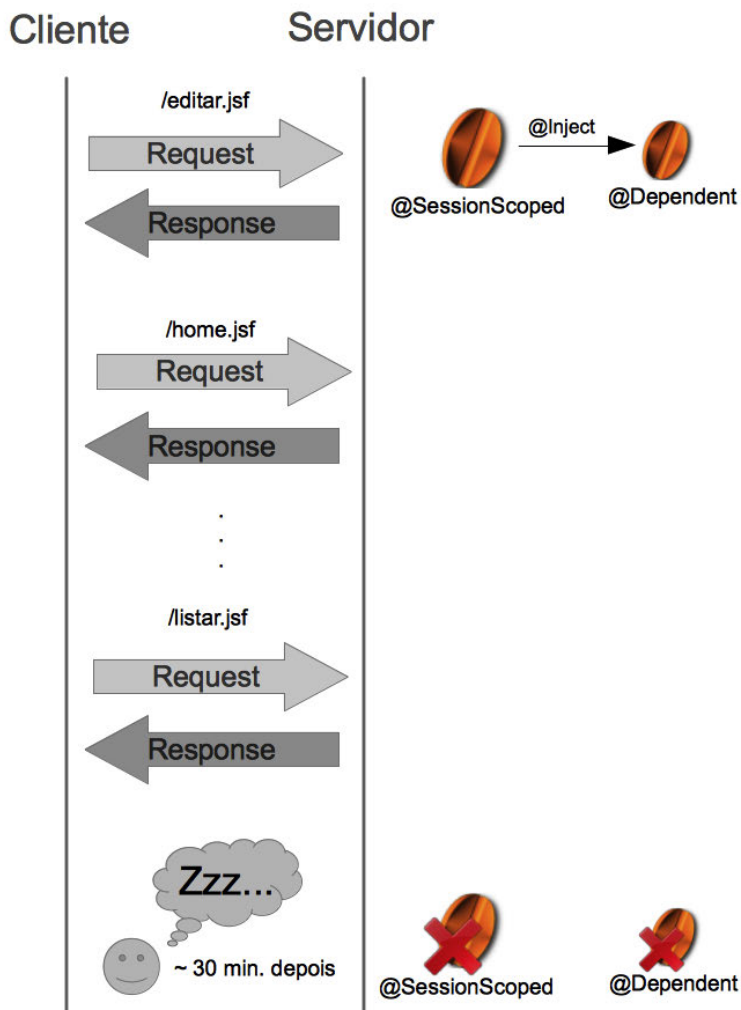 Cliente
Servidor
/editar.jsf
Request
@Inject
@SessionScoped
@Dependent
Response
/home.jsf
Request
Response
.
.
.
/listar.jsf
Request
Response
Zzz...
~ 30 min. depois
@SessionScoped
@Dependent